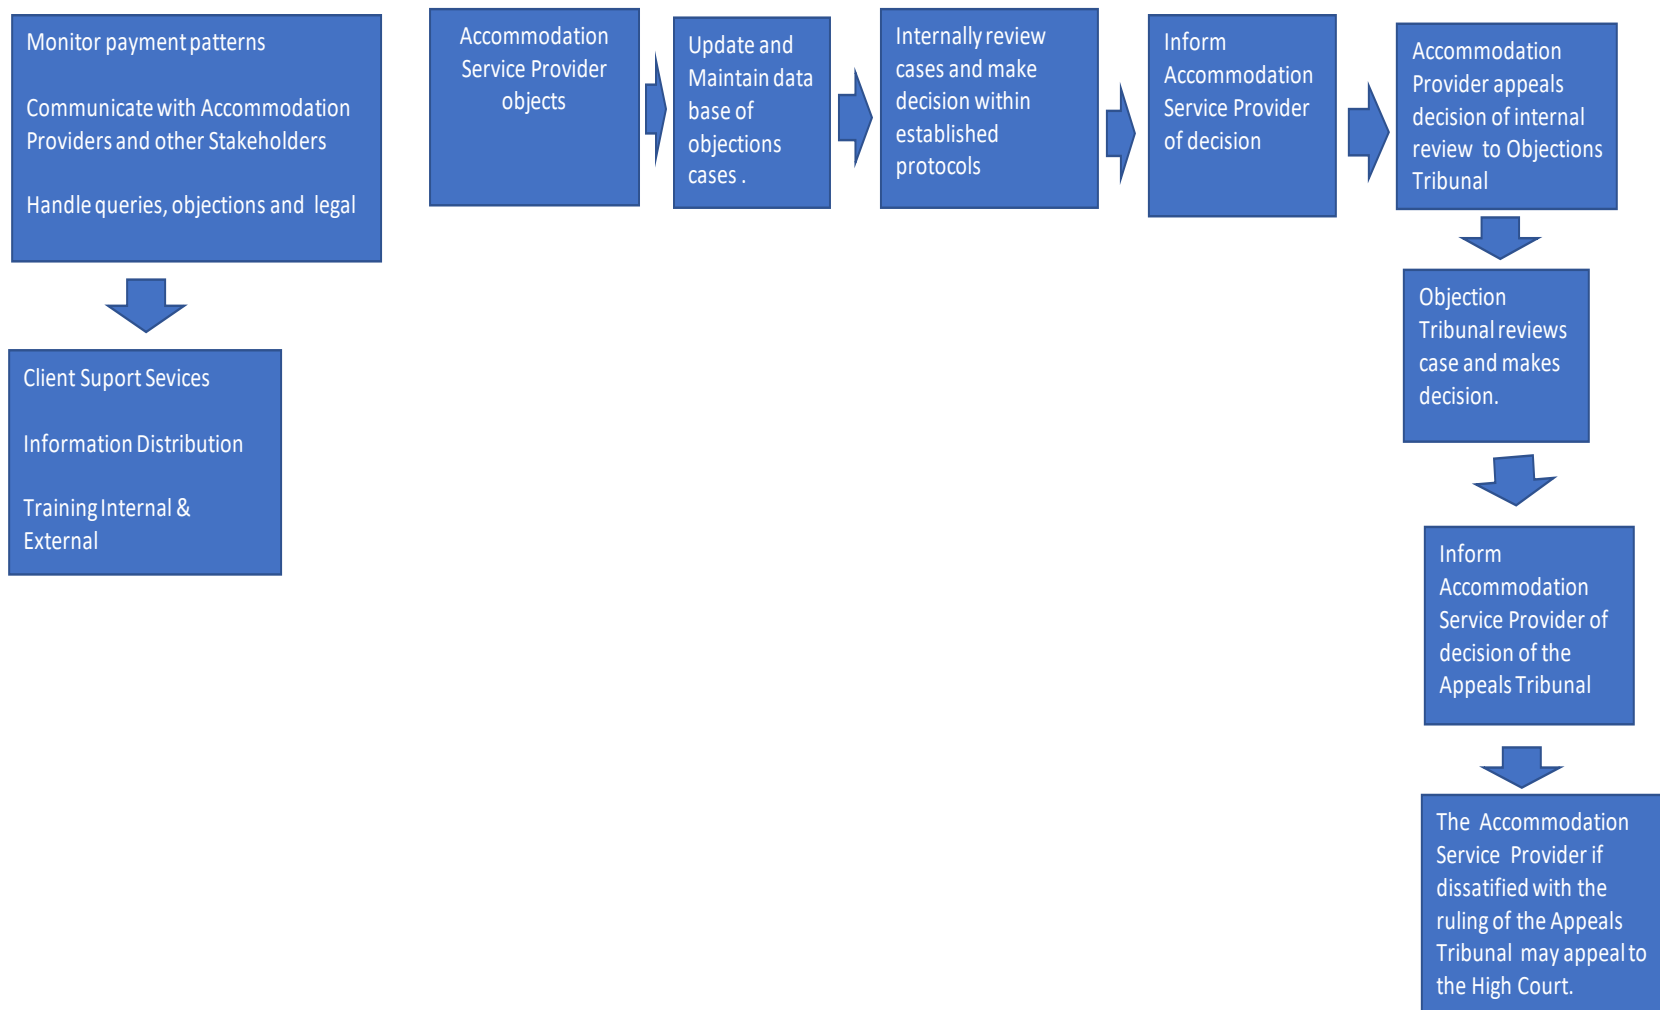 Monitor payment patterns
Communicate with Accommodation
Providers and other Stakeholders
Handle queries, objections and legal
Client Suport Sevices
Information Distribution
Training Internal &
External
Accommodation
Service Provider
objects
Update and
Maintain data
base of
objections
cases .
Internally review
cases and make
decision within
established
protocols
Inform
Accommodation
Service Provider
of decision
Accommodation
Provider appeals
decision of internal
review to Objections
Tribunal
Objection
Tribunal reviews
case and makes
decision.
Inform
Accommodation
Service Provider of
decision of the
Appeals Tribunal
The Accommodation
Service Provider if
dissatified with the
ruling of the Appeals
Tribunal may appeal to
the High Court.